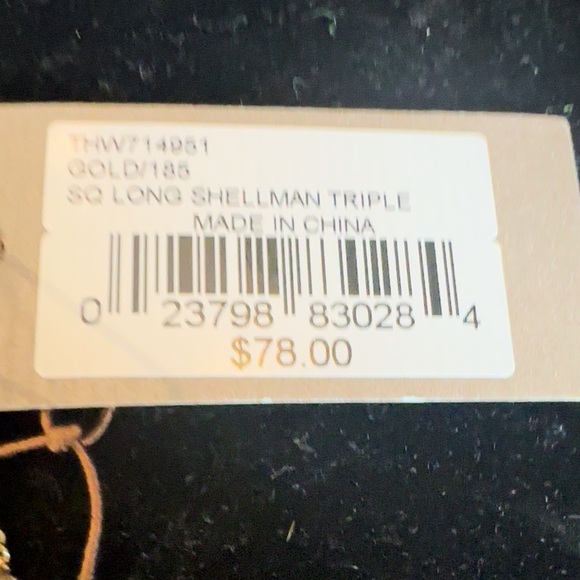 THW714951
GOLD/185
SQ LONG SHELLMAN TRIPLE
MADE IN CHINA
0 23798 83028 4
$78.00